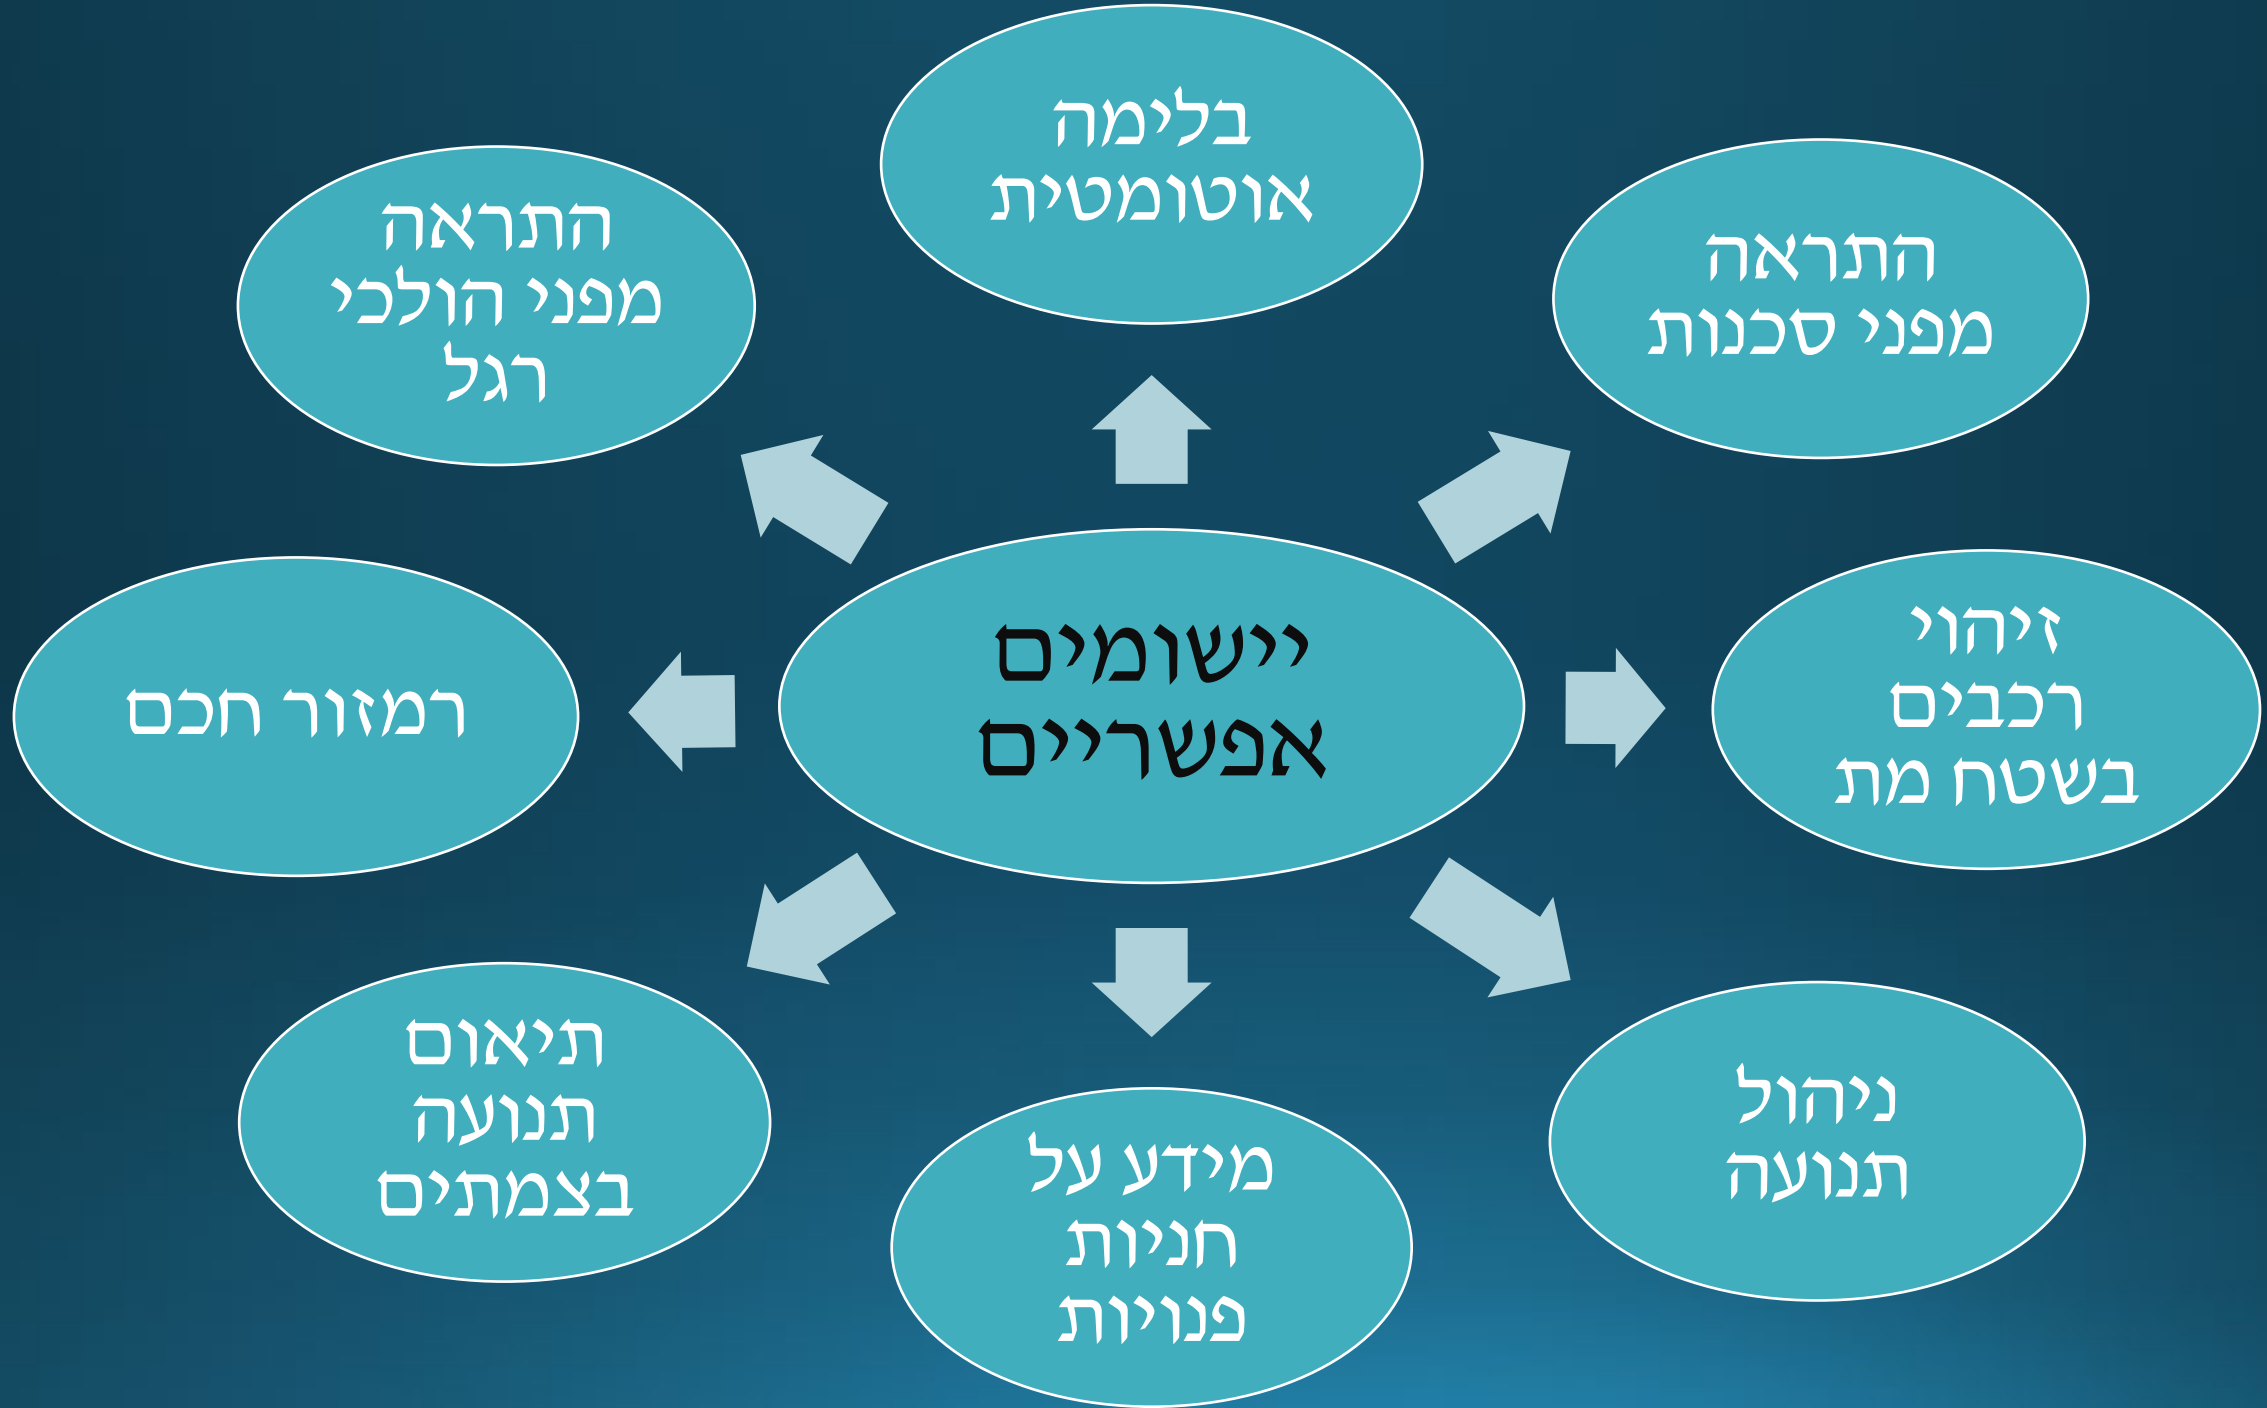 בלימה
אוטומטית
התראה
מפני סכנות
זיהוי
רכבים
בשטח מת
ניהול
תנועה
מידע על
חניות
פנויות
תיאום
תנועה
בצמתים
רמזור חכם
התראה
מפני הולכי
רגל
יישומים
אפשריים